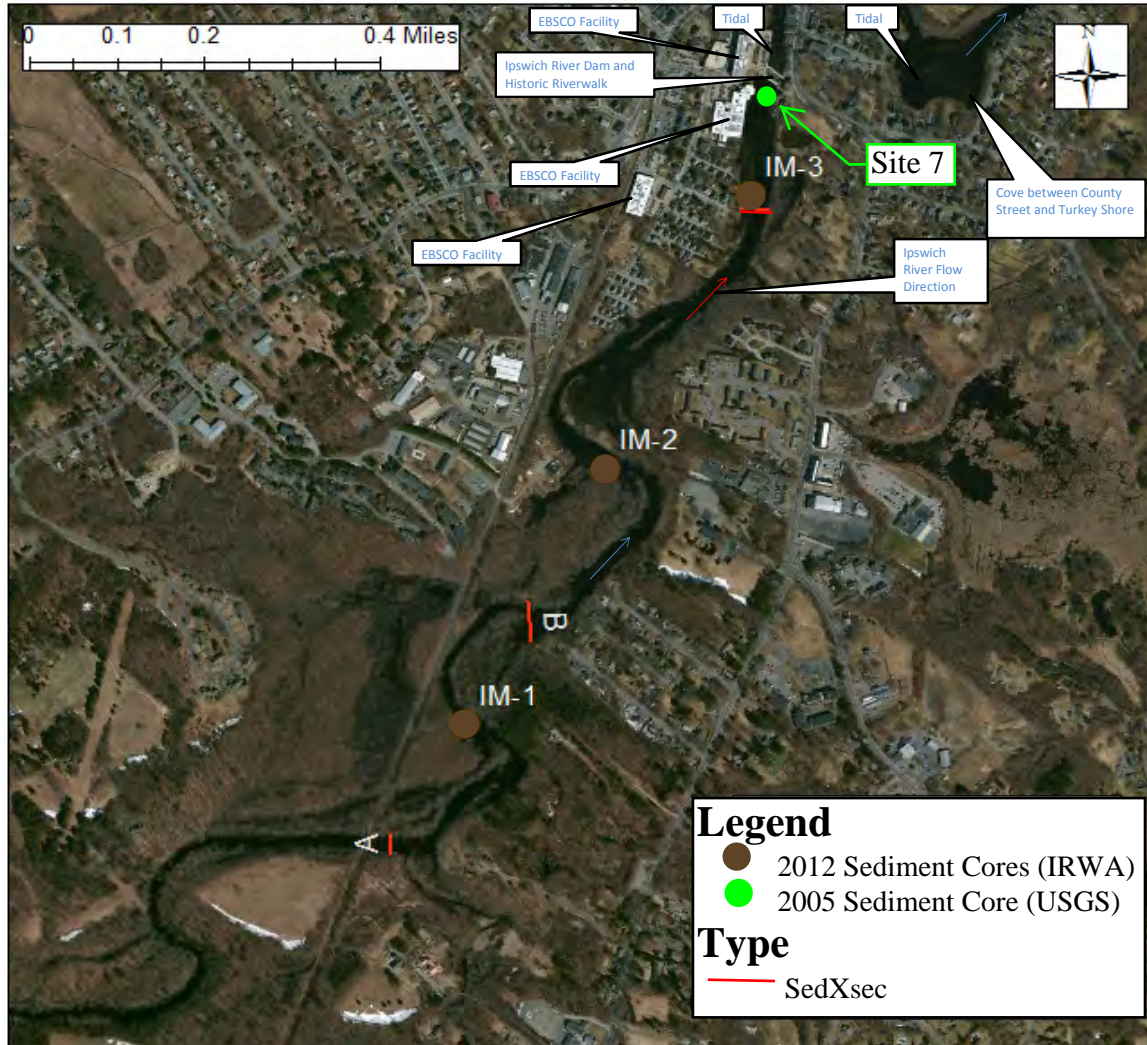 0 0.1 0.2 0.4 Miles
EBSCO Facility
Tidal
Tidal
N
Ipswich River Dam and
Historic Riverwalk
IM-3
Site 7
EBSCO Facility
Cove between County
Street and Turkey Shore
EBSCO Facility
Ipswich
River Flow
Direction
IM-2
B
IM-1
A
Legend
2012 Sediment Cores (IRWA)
2005 Sediment Core (USGS)
Type
SedXsec